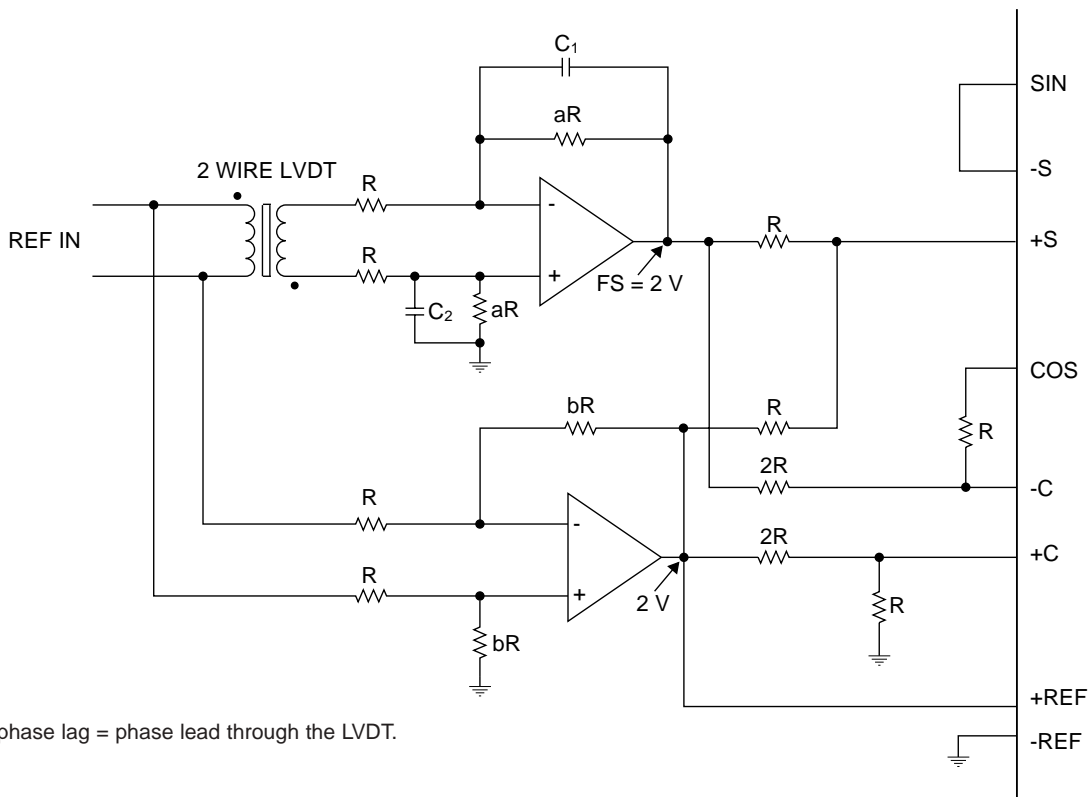 C₁
aR
SIN
-S
+S
2 WIRE LVDT
R
-
REF IN
R
+
R
FS = 2 V
C₂
aR
COS
bR
R
R
2R
-C
R
-
2R
+C
R
+
2 V
R
bR
+REF
-REF
phase lag = phase lead through the LVDT.